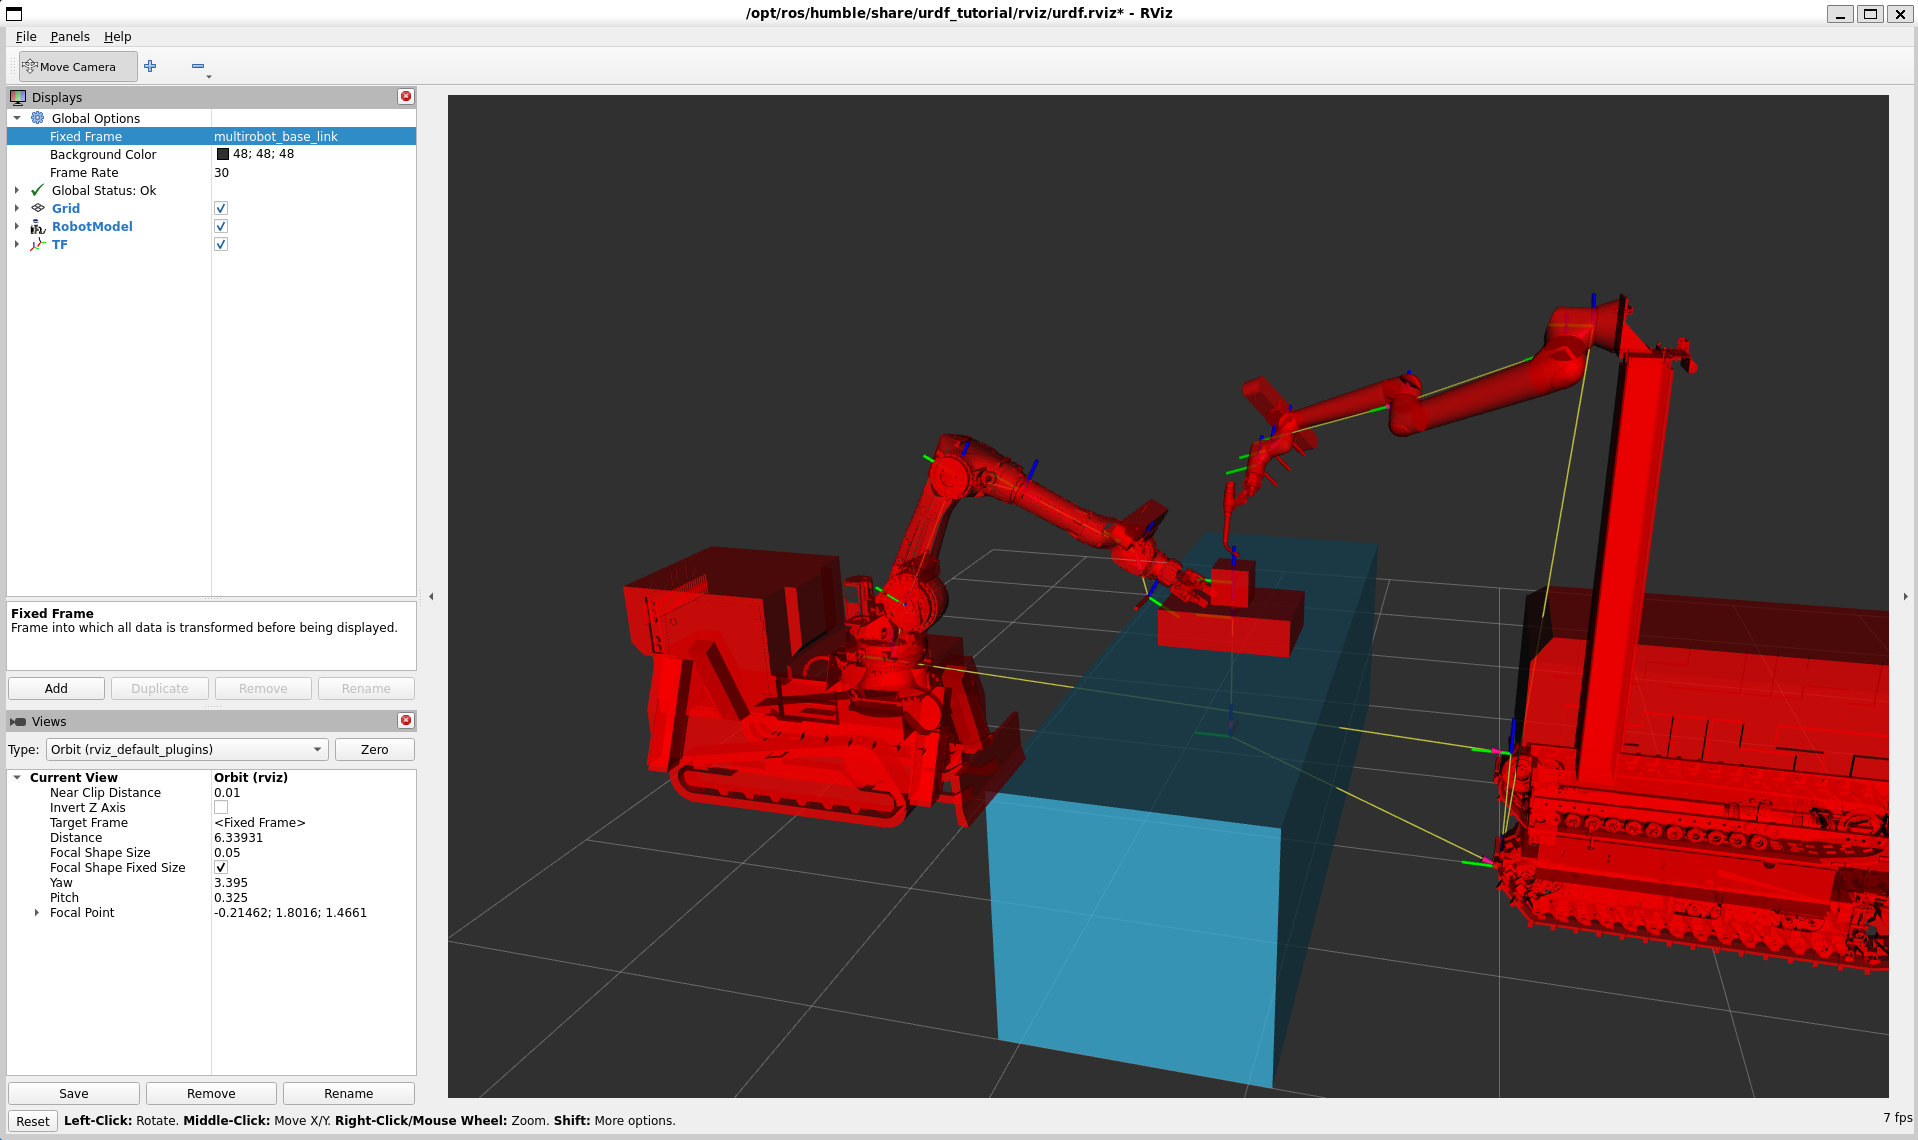 /opt/ros/humble/share/urdf_tutorial/rviz/urdf.rviz* - RViz
File Panels Help
Move Camera
Displays
Global Options
Fixed Frame multirobot_base_link
Background Color 48; 48; 48
Frame Rate 30
Global Status: Ok
Grid
RobotModel
TF
Fixed Frame
Frame into which all data is transformed before being displayed.
Add Duplicate Remove Rename
Views
Type: Orbit (rviz_default_plugins) Zero
Current View Orbit (rviz)
Near Clip Distance 0.01
Invert Z Axis
Target Frame <Fixed Frame>
Distance 6.33931
Focal Shape Size 0.05
Focal Shape Fixed Size
Yaw 3.395
Pitch 0.325
Focal Point -0.21462; 1.8016; 1.4661
Save Remove Rename
Reset Left-Click: Rotate. Middle-Click: Move X/Y. Right-Click/Mouse Wheel: Zoom. Shift: More options. 7 fps